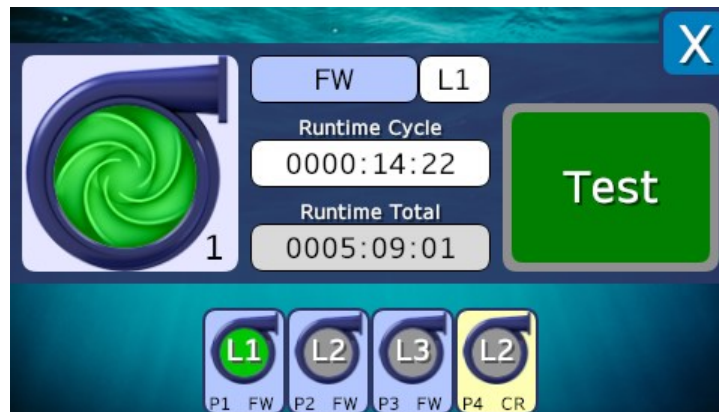 X
FW L1
Runtime Cycle
0000:14:22
Test
Runtime Total
0005:09:01
1
L1 L2 L3 L2
P1 FW P2 FW P3 FW P4 CR